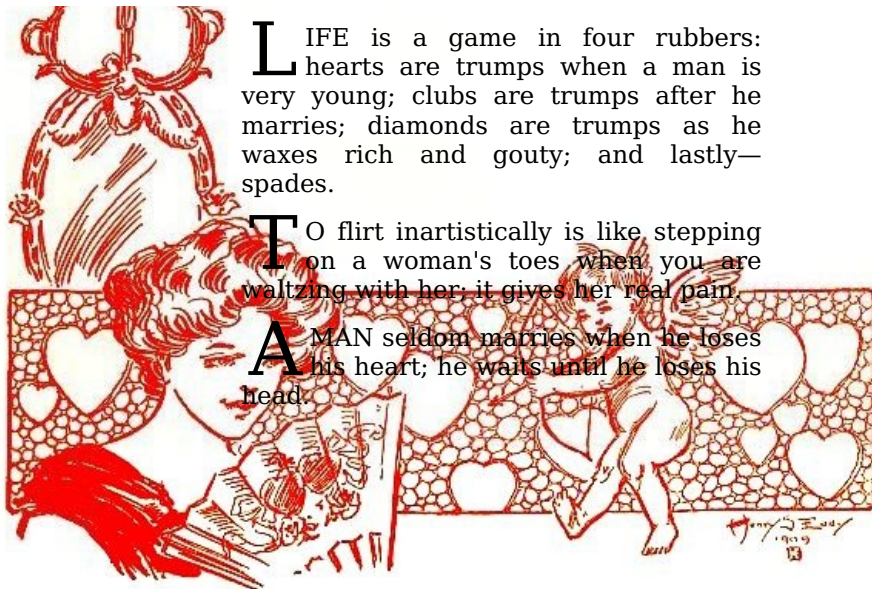 LIFE is a game in four rubbers:
hearts are trumps when a man is
very young; clubs are trumps after he
marries; diamonds are trumps as he
waxes rich and gouty; and lastly—
spades.
TO flirt inartistically is like stepping
on a woman's toes when you are
waltzing with her; it gives her real pain.
A MAN seldom marries when he loses
his heart; he waits until he loses his
head.
Henry J Eddy
1909